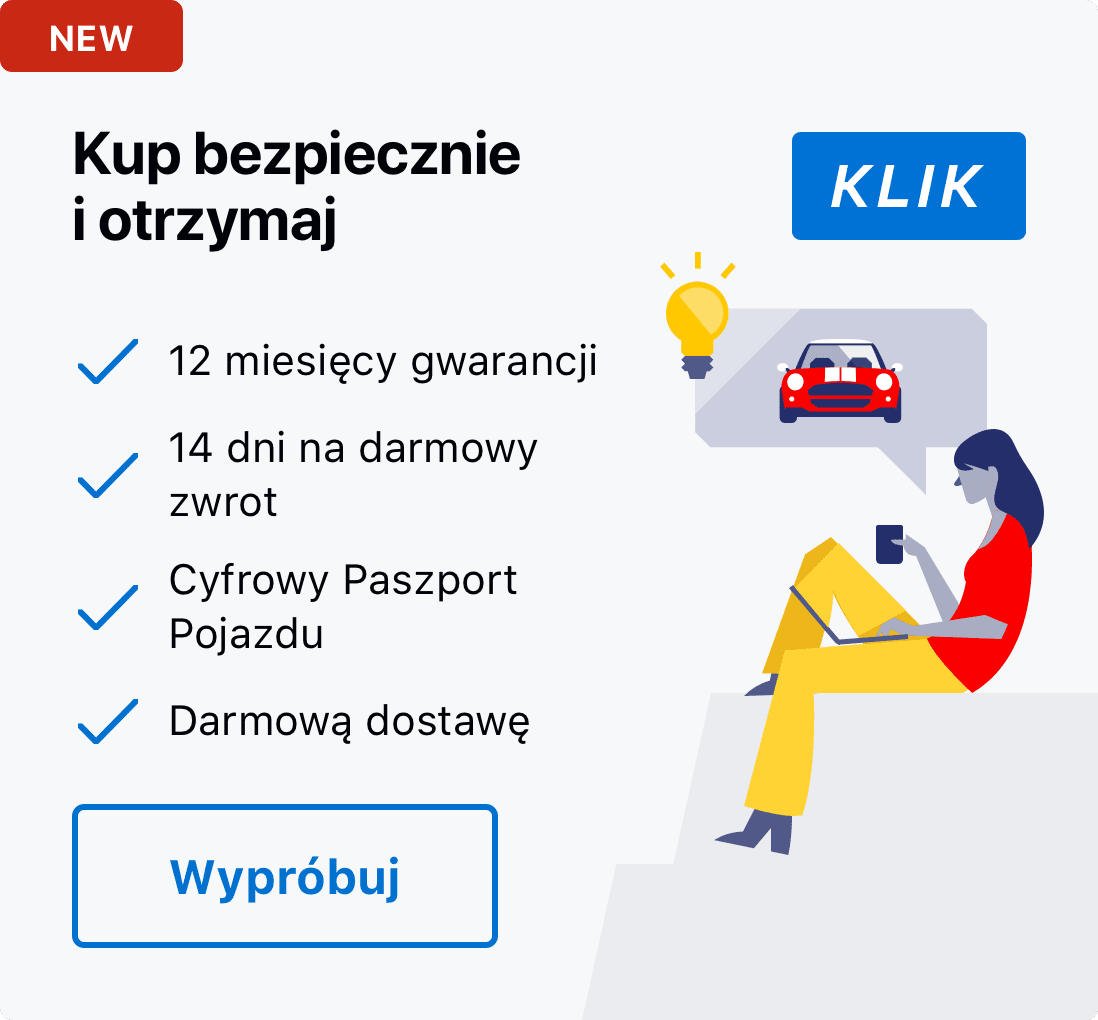 NEW
Kup bezpiecznie
i otrzymaj
KLIK
12 miesięcy gwarancji
14 dni na darmowy
zwrot
Cyfrowy Paszport
Pojazdu
Darmową dostawę
Wypróbuj